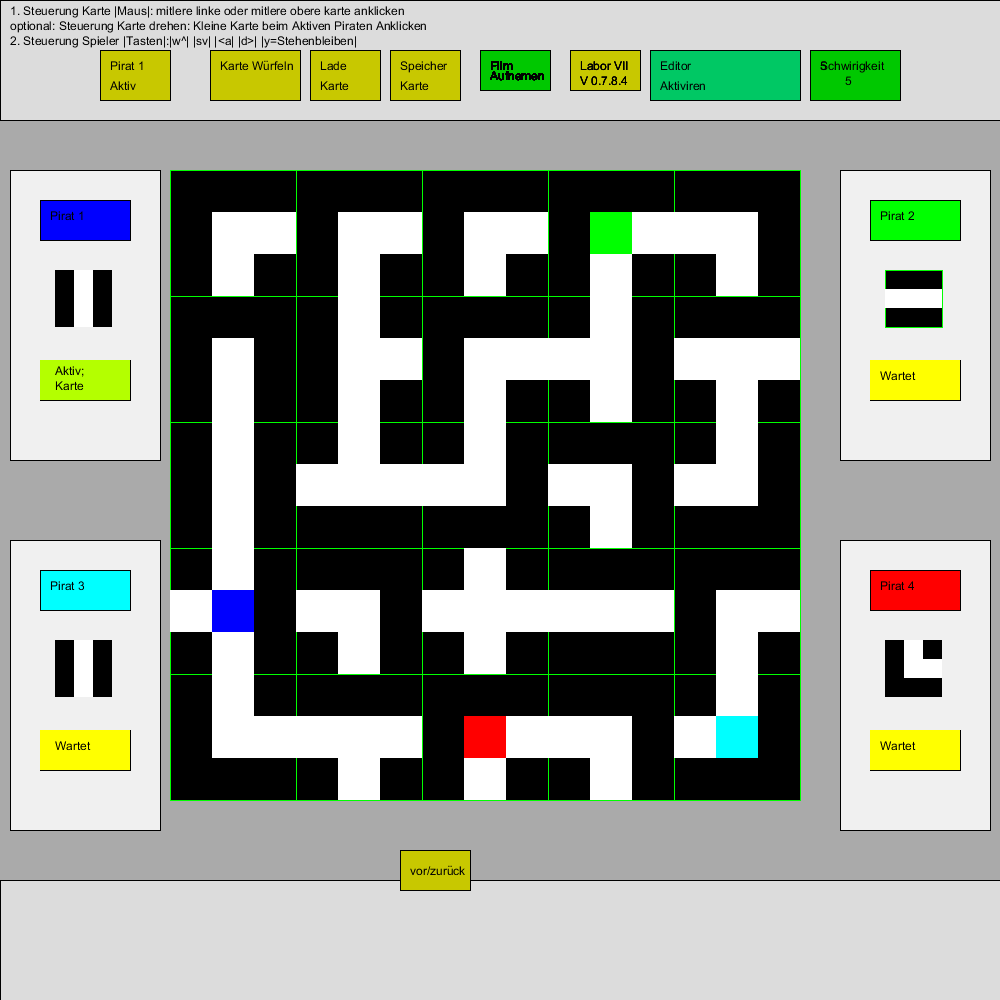 1. Steuerung Karte |Maus|: mitlere linke oder mitlere obere karte anklicken
optional: Steuerung Karte drehen: Kleine Karte beim Aktiven Piraten Anklicken
2. Steuerung Spieler |Tasten|:|w^| |sv| |<a| |d>| |y=Stehenbleiben|
Pirat 1
Aktiv
Karte Würfeln
Lade
Karte
Speicher
Karte
Film
Aufnemen
Labor VII
V 0.7.8.4
Editor
Aktiviren
Schwirigkeit
5
Pirat 1
Aktiv;
Karte
Pirat 2
Wartet
Pirat 3
Wartet
Pirat 4
Wartet
vor/zurück